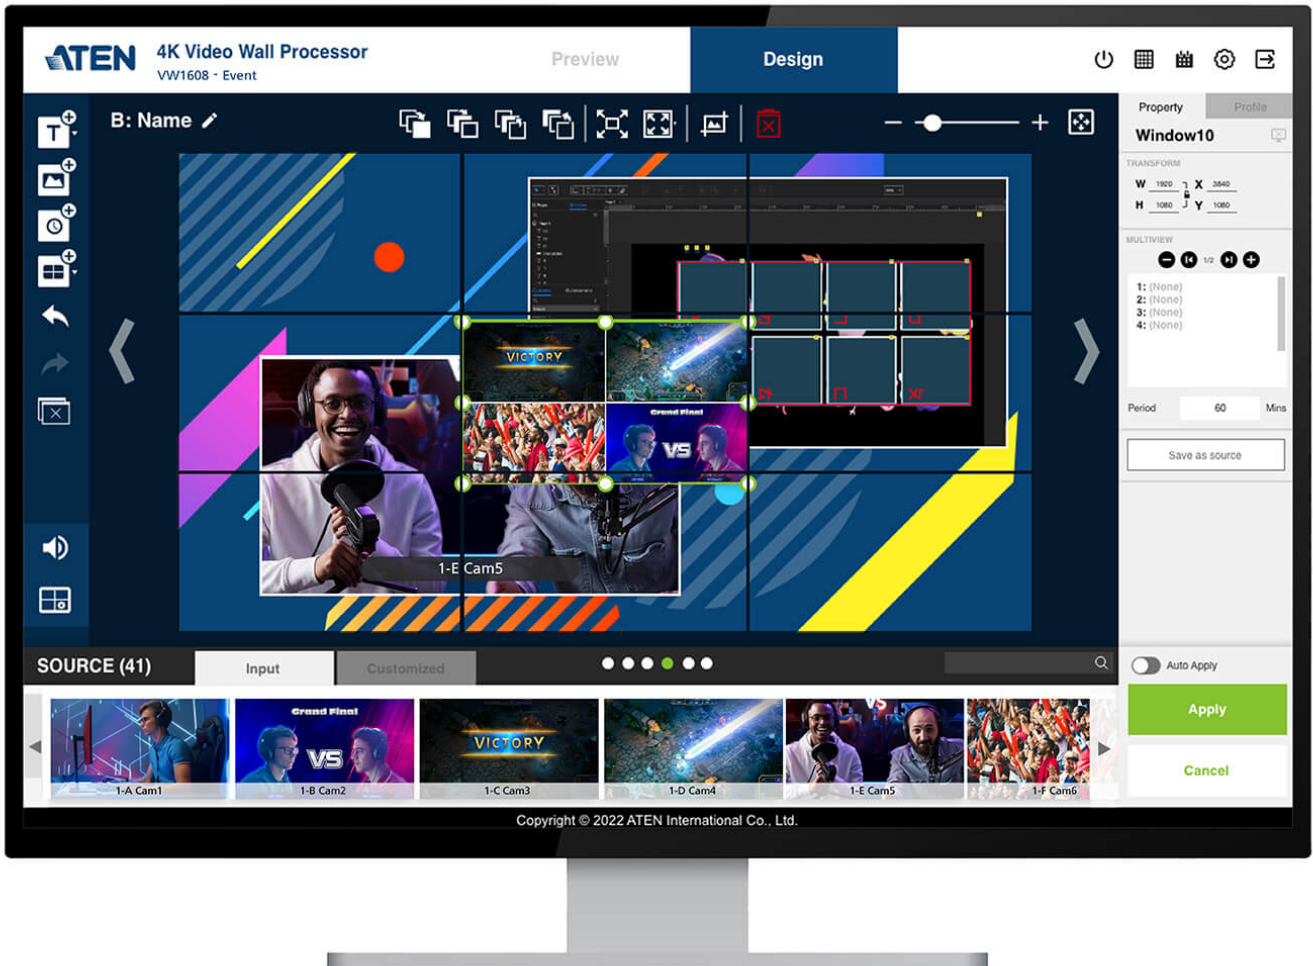 ATEN
4K Video Wall Processor
VW1608 - Event
Preview
Design
T
B: Name
Property
Profile
Window10
TRANSFORM
W 1920 X 3840
H 1080 Y 1080
MULTIVIEW
1/2
1: (None)
2: (None)
3: (None)
4: (None)
Period 60 Mins
Save as source
VICTORY
Grand Final
VS
1-E Cam5
SOURCE (41)
Input
Customized
Auto Apply
Apply
Cancel
Grand Final
VS
VICTORY
VS
1-A Cam1
1-B Cam2
1-C Cam3
1-D Cam4
1-E Cam5
1-F Cam6
Copyright © 2022 ATEN International Co., Ltd.